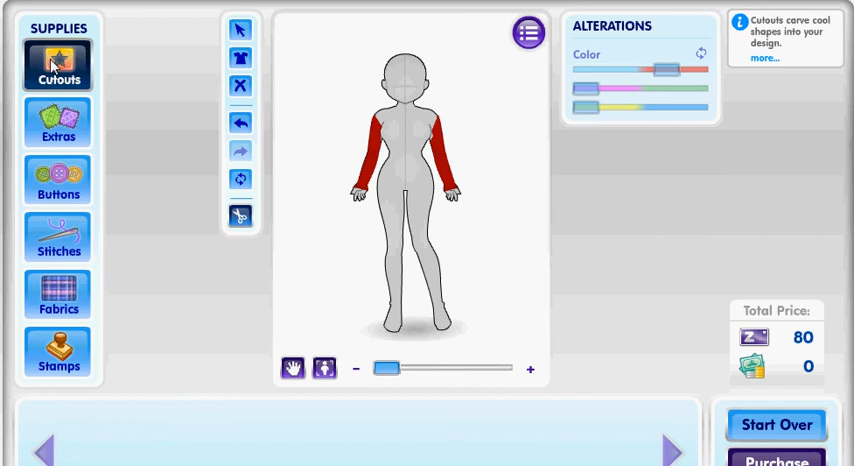 SUPPLIES
Cutouts
Extras
Buttons
Stitches
Fabrics
Stamps
ALTERATIONS
Color
Cutouts carve cool
shapes into your
design.
more...
Total Price:
Z 80
0
Start Over
Purchase